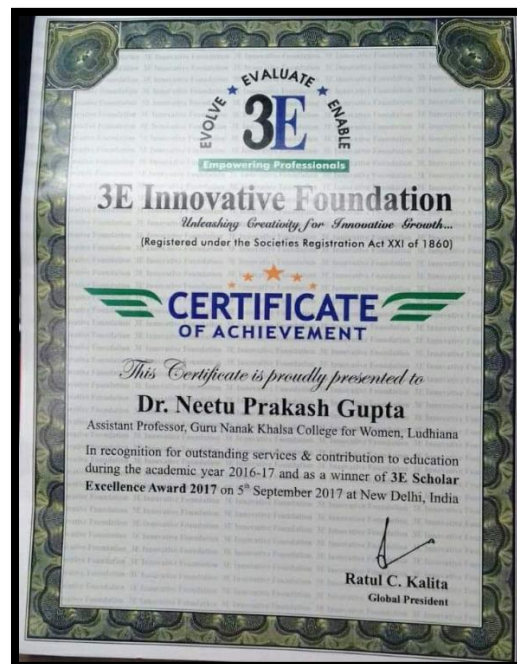 EVOLVE ★ EVALUATE ★ ENABLE
3E
Empowering Professionals
3E Innovative Foundation
Unleashing Creativity for Innovative Growth...
(Registered under the Societies Registration Act XXI of 1860)
CERTIFICATE
OF ACHIEVEMENT
This Certificate is proudly presented to
Dr. Neetu Prakash Gupta
Assistant Professor, Guru Nanak Khalsa College for Women, Ludhiana
In recognition for outstanding services & contribution to education
during the academic year 2016-17 and as a winner of 3E Scholar
Excellence Award 2017 on 5th September 2017 at New Delhi, India
Ratul C. Kalita
Global President